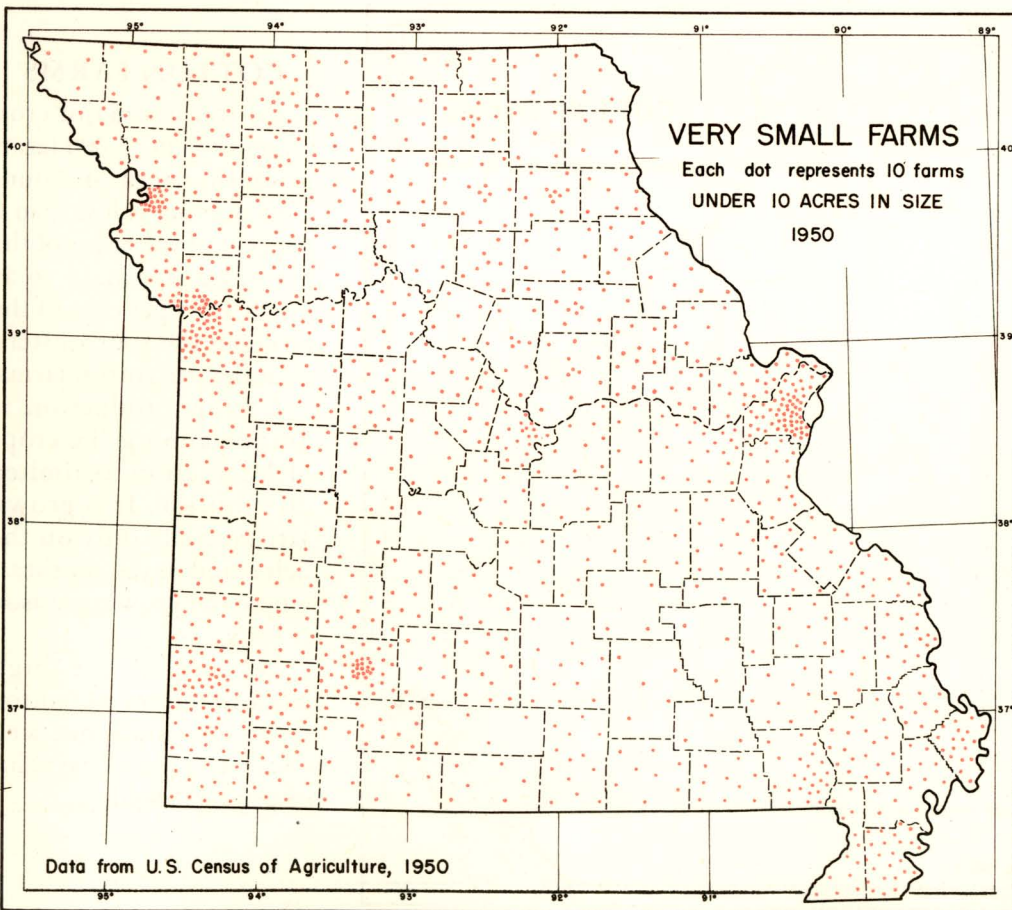 95° 94° 93° 92° 91° 90° 89°
VERY SMALL FARMS
Each dot represents 10 farms
UNDER 10 ACRES IN SIZE
1950
40° 40
39° 39
38° 38°
37° 37°
Data from U.S. Census of Agriculture, 1950
95° 94° 93° 92° 91° 90° 89°